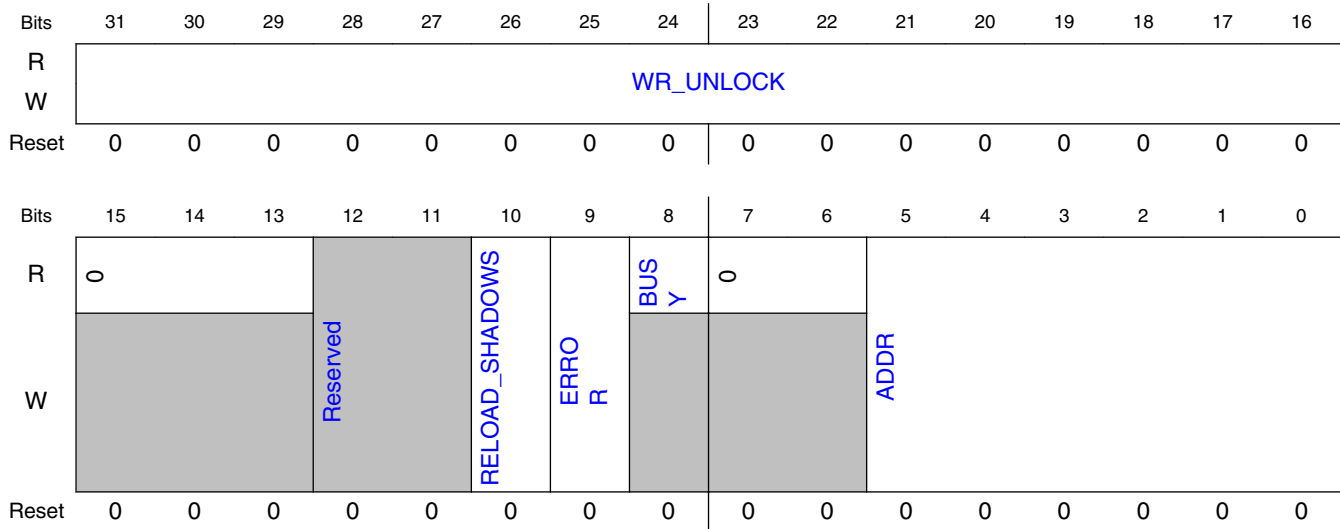 Bits 31 30 29 28 27 26 25 24 23 22 21 20 19 18 17 16
R
WR_UNLOCK
W
Reset 0 0 0 0 0 0 0 0 0 0 0 0 0 0 0 0
Bits 15 14 13 12 11 10 9 8 7 6 5 4 3 2 1 0
R 0 BUS
Y 0
W Reserved RELOAD_SHADOWS ERRO
R ADDR
Reset 0 0 0 0 0 0 0 0 0 0 0 0 0 0 0 0